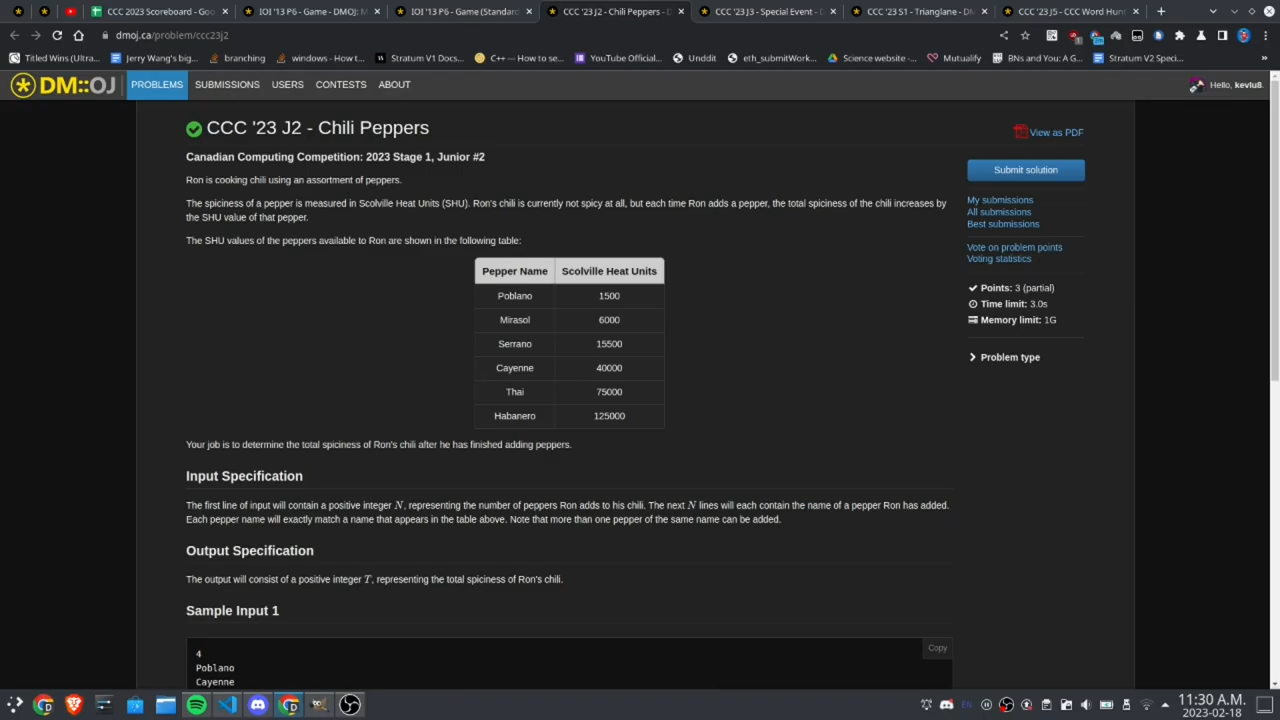 CCC 2023 Scoreboard - Goo
IOI '13 P6 - Game - DMOJ: M
IOI '13 P6 - Game (Standar
CCC '23 J2 - Chili Peppers - D
CCC '23 J3 - Special Event - D
CCC '23 S1 - Trianglane - DM
CCC '23 J5 - CCC Word Hunt
dmoj.ca/problem/ccc23j2
Titled Wins (Ultra...
Jerry Wang's big...
branching
windows - How t...
Stratum V1 Docs...
C++ — How to se...
YouTube Official...
Unddit
eth_submitWork...
Science website -...
Mutualify
BNs and You: A G...
Stratum V2 Speci...
»
DM::OJ
PROBLEMS
SUBMISSIONS
USERS
CONTESTS
ABOUT
Hello, kevlu8.
CCC '23 J2 - Chili Peppers
View as PDF
Canadian Computing Competition: 2023 Stage 1, Junior #2
Ron is cooking chili using an assortment of peppers.
The spiciness of a pepper is measured in Scolville Heat Units (SHU). Ron's chili is currently not spicy at all, but each time Ron adds a pepper, the total spiciness of the chili increases by
the SHU value of that pepper.
The SHU values of the peppers available to Ron are shown in the following table:
Pepper Name Scolville Heat Units
Poblano 1500
Mirasol 6000
Serrano 15500
Cayenne 40000
Thai 75000
Habanero 125000
Your job is to determine the total spiciness of Ron's chili after he has finished adding peppers.
Input Specification
The first line of input will contain a positive integer N, representing the number of peppers Ron adds to his chili. The next N lines will each contain the name of a pepper Ron has added.
Each pepper name will exactly match a name that appears in the table above. Note that more than one pepper of the same name can be added.
Output Specification
The output will consist of a positive integer T, representing the total spiciness of Ron's chili.
Sample Input 1
Copy
4
Poblano
Cayenne
Submit solution
My submissions
All submissions
Best submissions
Vote on problem points
Voting statistics
Points: 3 (partial)
Time limit: 3.0s
Memory limit: 1G
Problem type
EN
11:30 A.M.
2023-02-18